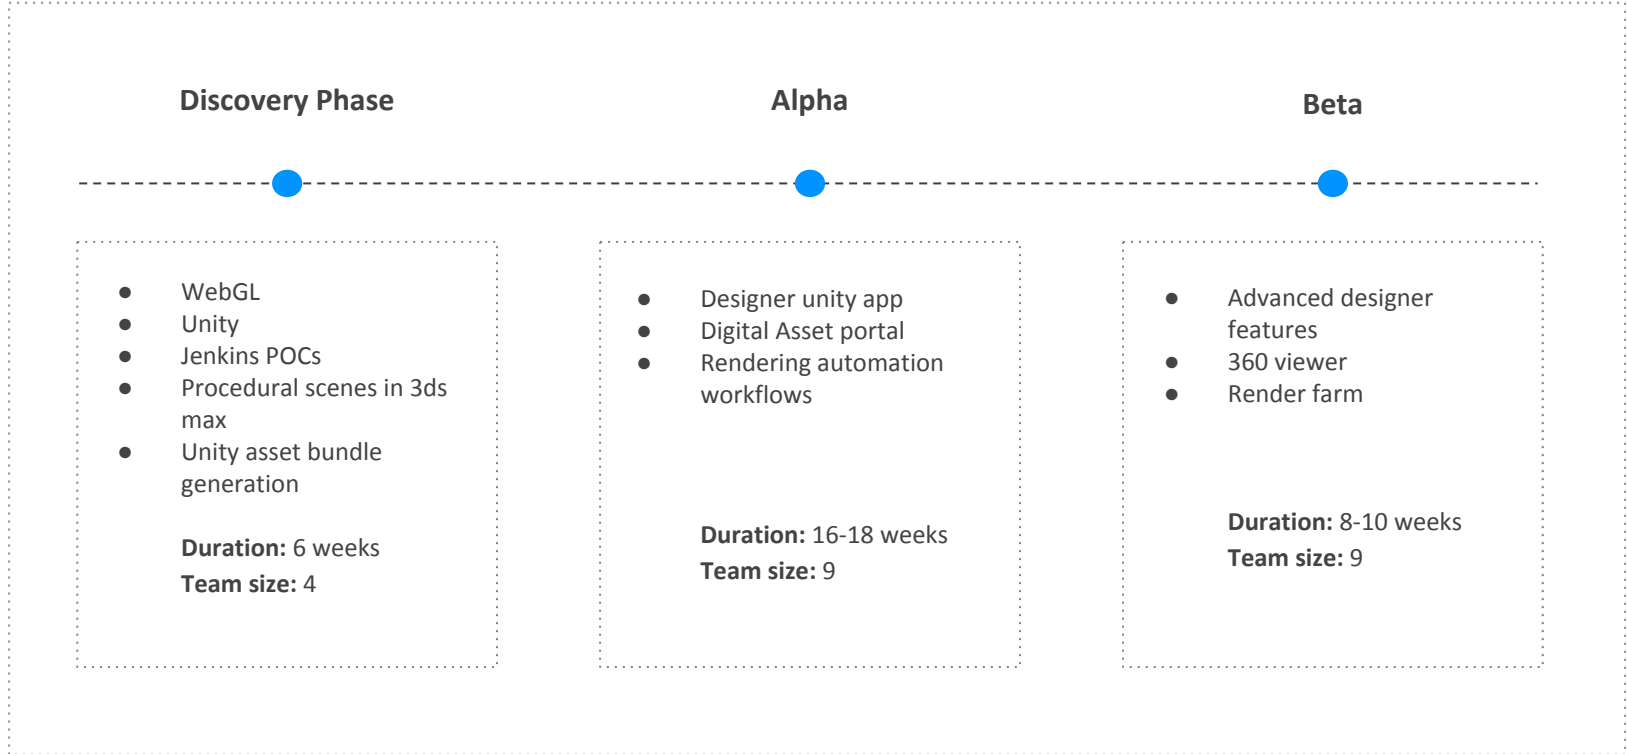 Discovery Phase
Alpha
Beta
● WebGL
● Unity
● Jenkins POCs
● Procedural scenes in 3ds
max
● Unity asset bundle
generation
Duration: 6 weeks
Team size: 4
● Designer unity app
● Digital Asset portal
● Rendering automation
workflows
Duration: 16-18 weeks
Team size: 9
● Advanced designer
features
● 360 viewer
● Render farm
Duration: 8-10 weeks
Team size: 9